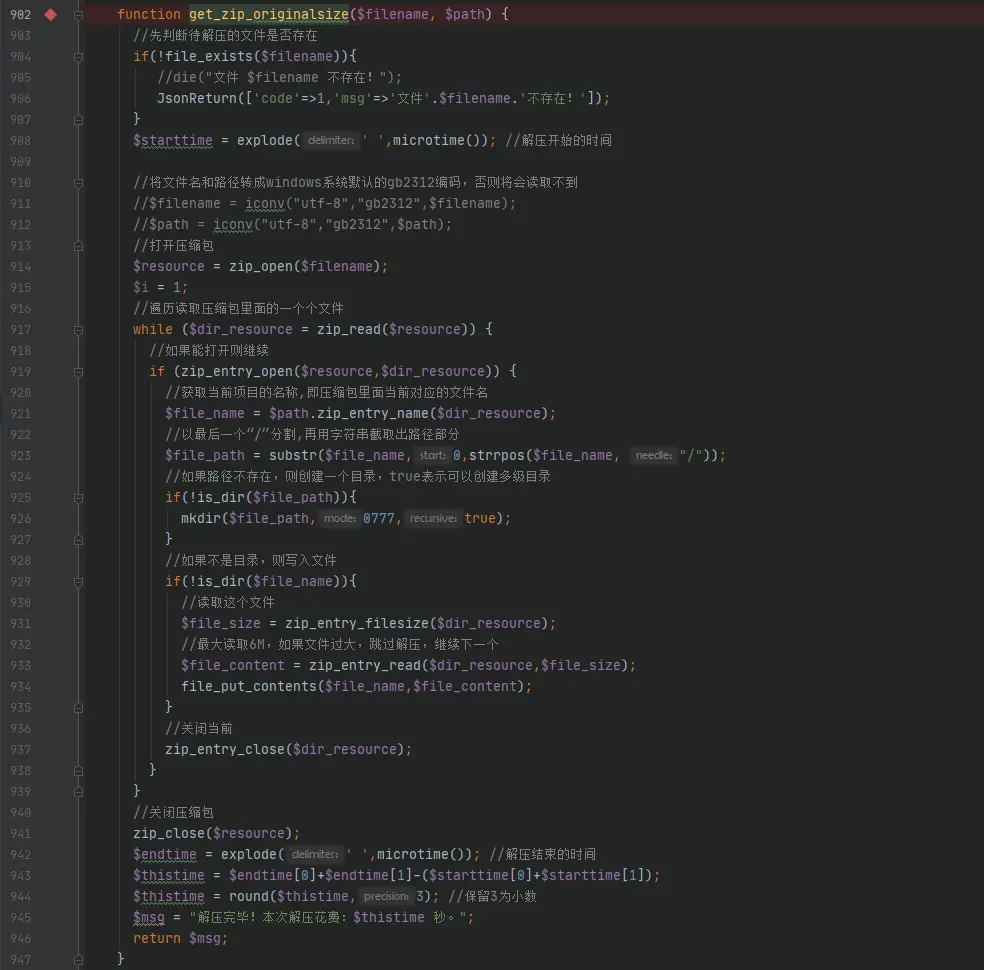 902 function get_zip_originalsize($filename, $path) {
903 //先判断待解压的文件是否存在
904 if(!file_exists($filename)){
905 //die("文件 $filename 不存在！");
906 JsonReturn(['code'=>1,'msg'=>'文件'.$filename.'不存在！']);
907 }
908 $starttime = explode( delimiter: ' ',microtime()); //解压开始的时间
909
910 //将文件名和路径转成windows系统默认的gb2312编码，否则将会读取不到
911 //$filename = iconv("utf-8","gb2312",$filename);
912 //$path = iconv("utf-8","gb2312",$path);
913 //打开压缩包
914 $resource = zip_open($filename);
915 $i = 1;
916 //遍历读取压缩包里面的一个个文件
917 while ($dir_resource = zip_read($resource)) {
918 //如果能打开则继续
919 if (zip_entry_open($resource,$dir_resource)) {
920 //获取当前项目的名称,即压缩包里面当前对应的文件名
921 $file_name = $path.zip_entry_name($dir_resource);
922 //以最后一个“/”分割,再用字符串截取出路径部分
923 $file_path = substr($file_name, start: 0,strrpos($file_name, needle: "/"));
924 //如果路径不存在，则创建一个目录，true表示可以创建多级目录
925 if(!is_dir($file_path)){
926 mkdir($file_path, mode: 0777, recursive: true);
927 }
928 //如果不是目录，则写入文件
929 if(!is_dir($file_name)){
930 //读取这个文件
931 $file_size = zip_entry_filesize($dir_resource);
932 //最大读取6M，如果文件过大，跳过解压，继续下一个
933 $file_content = zip_entry_read($dir_resource,$file_size);
934 file_put_contents($file_name,$file_content);
935 }
936 //关闭当前
937 zip_entry_close($dir_resource);
938 }
939 }
940 //关闭压缩包
941 zip_close($resource);
942 $endtime = explode( delimiter: ' ',microtime()); //解压结束的时间
943 $thistime = $endtime[0]+$endtime[1]-($starttime[0]+$starttime[1]);
944 $thistime = round($thistime, precision: 3); //保留3为小数
945 $msg = "解压完毕！本次解压花费：$thistime 秒。";
946 return $msg;
947 }